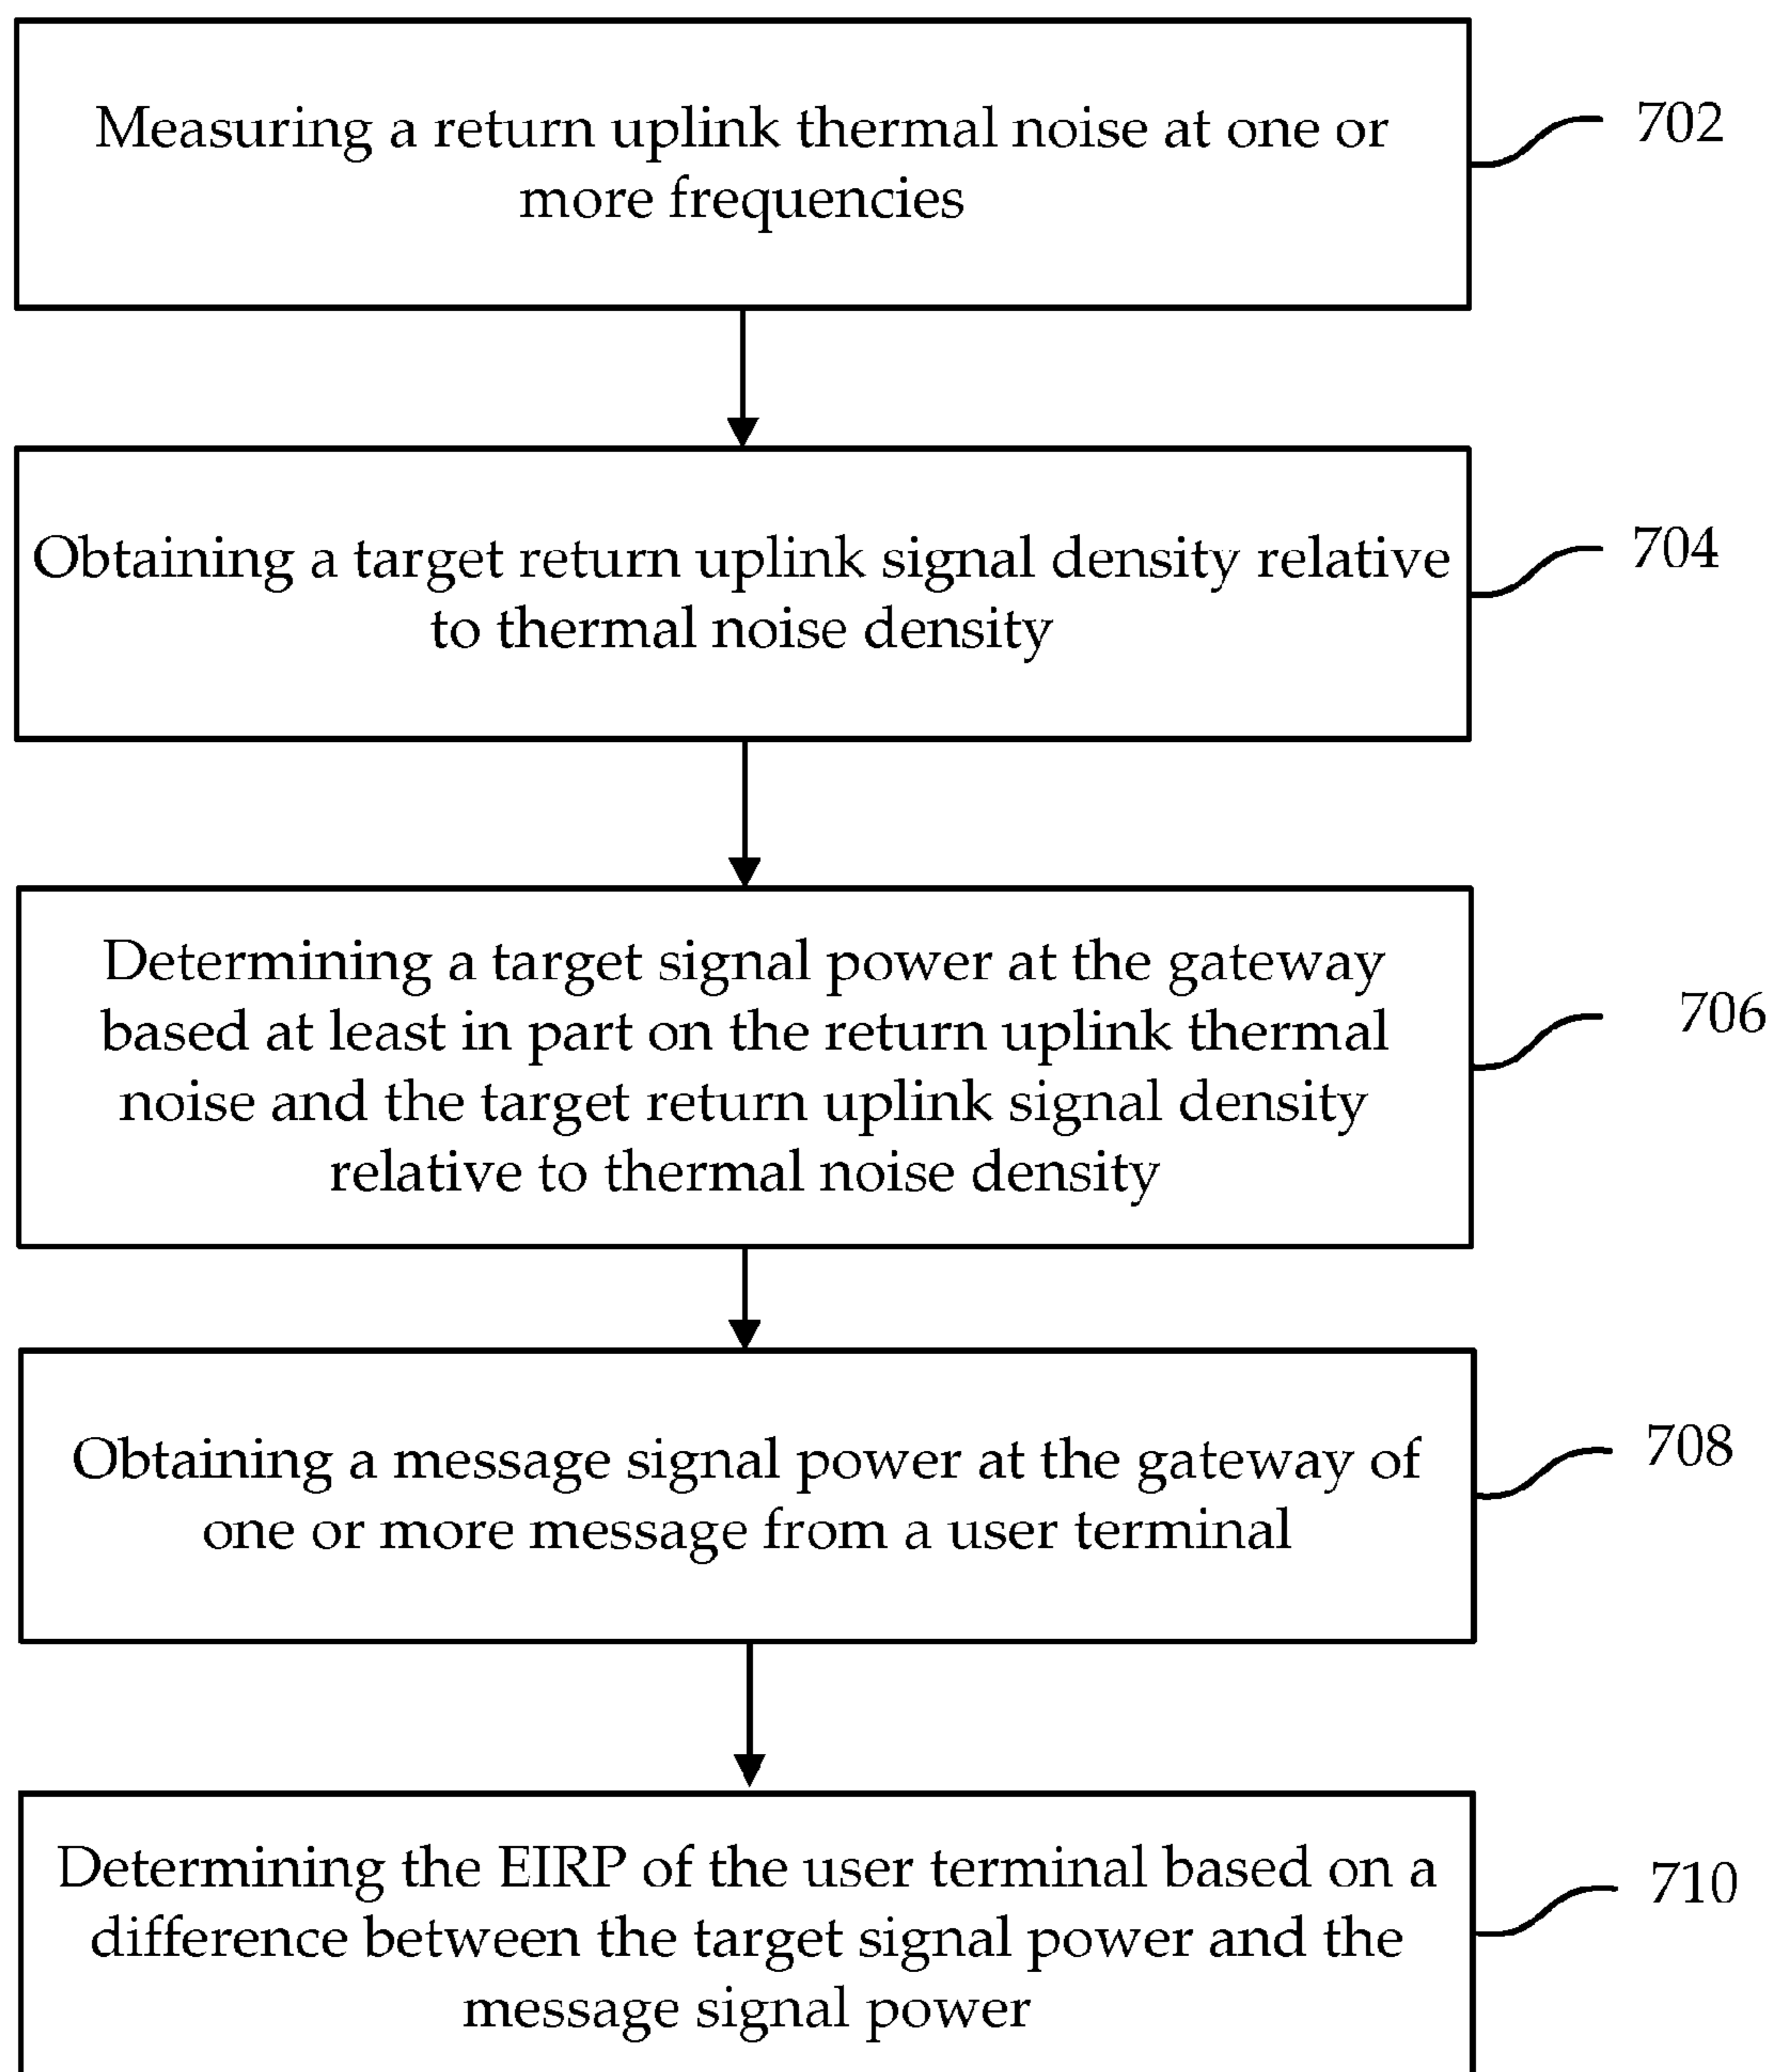 Measuring a return uplink thermal noise at one or
more frequencies
702
Obtaining a target return uplink signal density relative
to thermal noise density
704
Determining a target signal power at the gateway
based at least in part on the return uplink thermal
noise and the target return uplink signal density
relative to thermal noise density
706
Obtaining a message signal power at the gateway of
one or more message from a user terminal
708
Determining the EIRP of the user terminal based on a
difference between the target signal power and the
message signal power
710